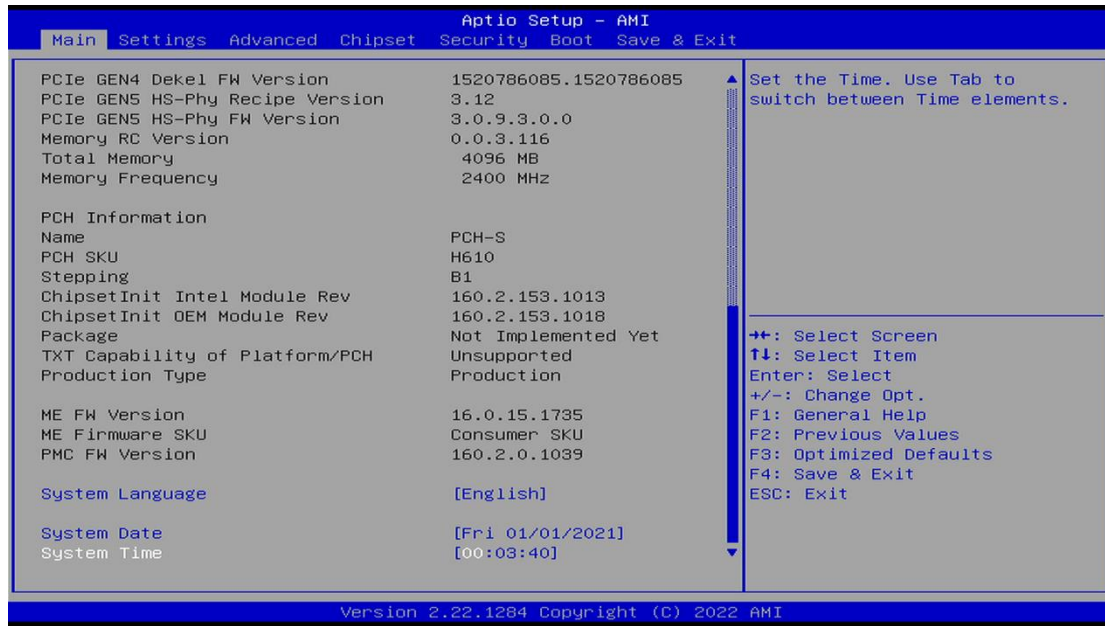 Aptio Setup – AMI
Main Settings Advanced Chipset Security Boot Save & Exit
PCIe GEN4 Dekel FW Version 1520786085.1520786085
PCIe GEN5 HS-Phy Recipe Version 3.12
PCIe GEN5 HS-Phy FW Version 3.0.9.3.0.0
Memory RC Version 0.0.3.116
Total Memory 4096 MB
Memory Frequency 2400 MHz
PCH Information
Name PCH-S
PCH SKU H610
Stepping B1
ChipsetInit Intel Module Rev 160.2.153.1013
ChipsetInit OEM Module Rev 160.2.153.1018
Package Not Implemented Yet
TXT Capability of Platform/PCH Unsupported
Production Type Production
ME FW Version 16.0.15.1735
ME Firmware SKU Consumer SKU
PMC FW Version 160.2.0.1039
System Language [English]
System Date [Fri 01/01/2021]
System Time [00:03:40]
Set the Time. Use Tab to
switch between Time elements.
→←: Select Screen
↑↓: Select Item
Enter: Select
+/-: Change Opt.
F1: General Help
F2: Previous Values
F3: Optimized Defaults
F4: Save & Exit
ESC: Exit
Version 2.22.1284 Copyright (C) 2022 AMI